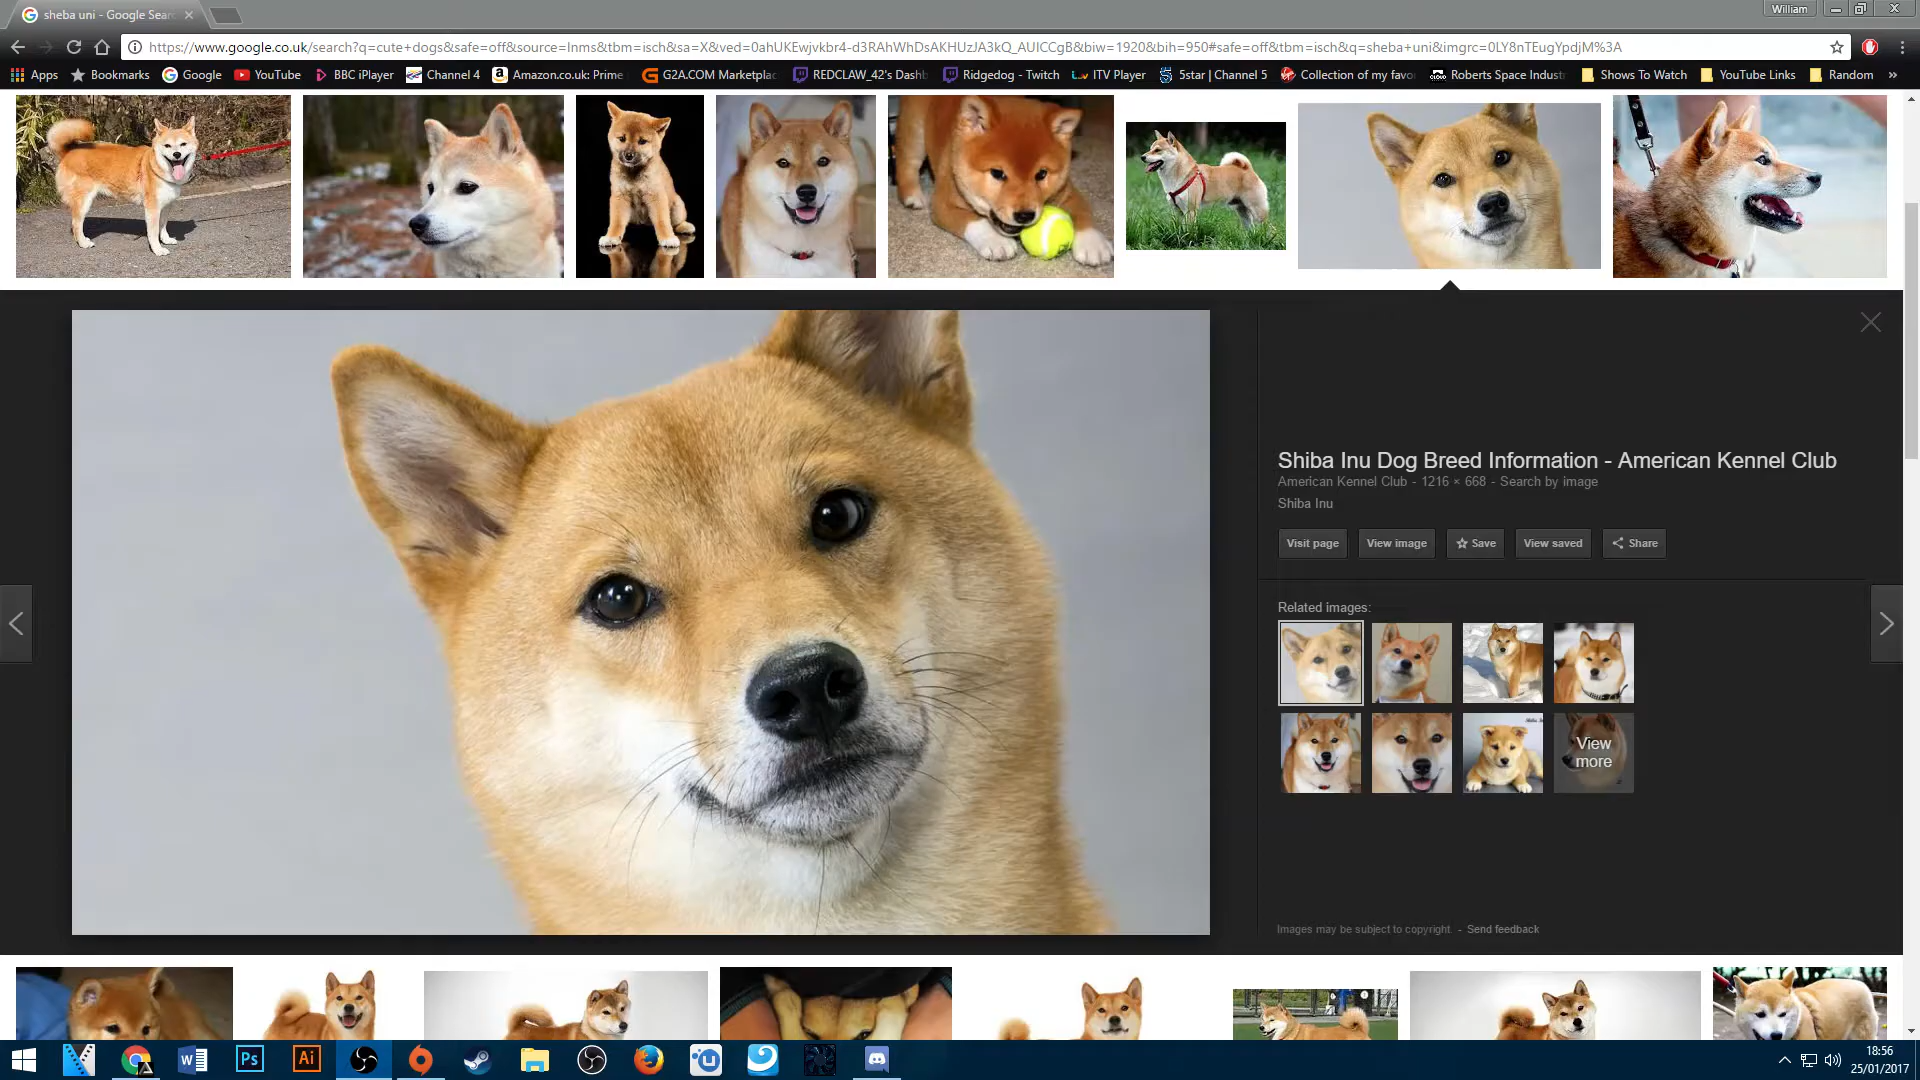 sheba uni - Google Sear
William
https://www.google.co.uk/search?q=cute+dogs&safe=off&source=lnms&tbm=isch&sa=X&ved=0ahUKEwjvkbr4-d3RAhWhDsAKHUzJA3kQ_AUICCgB&biw=1920&bih=950#safe=off&tbm=isch&q=sheba+uni&imgrc=0LY8nTEugYpdjM%3A
Apps Bookmarks Google YouTube BBC iPlayer Channel 4 Amazon.co.uk: Prime G2A.COM Marketplac REDCLAW_42's Dashb Ridgedog - Twitch ITV Player 5star | Channel 5 Collection of my favo Roberts Space Indust Shows To Watch YouTube Links Random »
Shiba Inu Dog Breed Information - American Kennel Club
American Kennel Club - 1216 × 668 - Search by image
Shiba Inu
Visit page View image Save View saved Share
Related images:
View
more
Images may be subject to copyright. - Send feedback
Ps Ai
18:56
25/01/2017